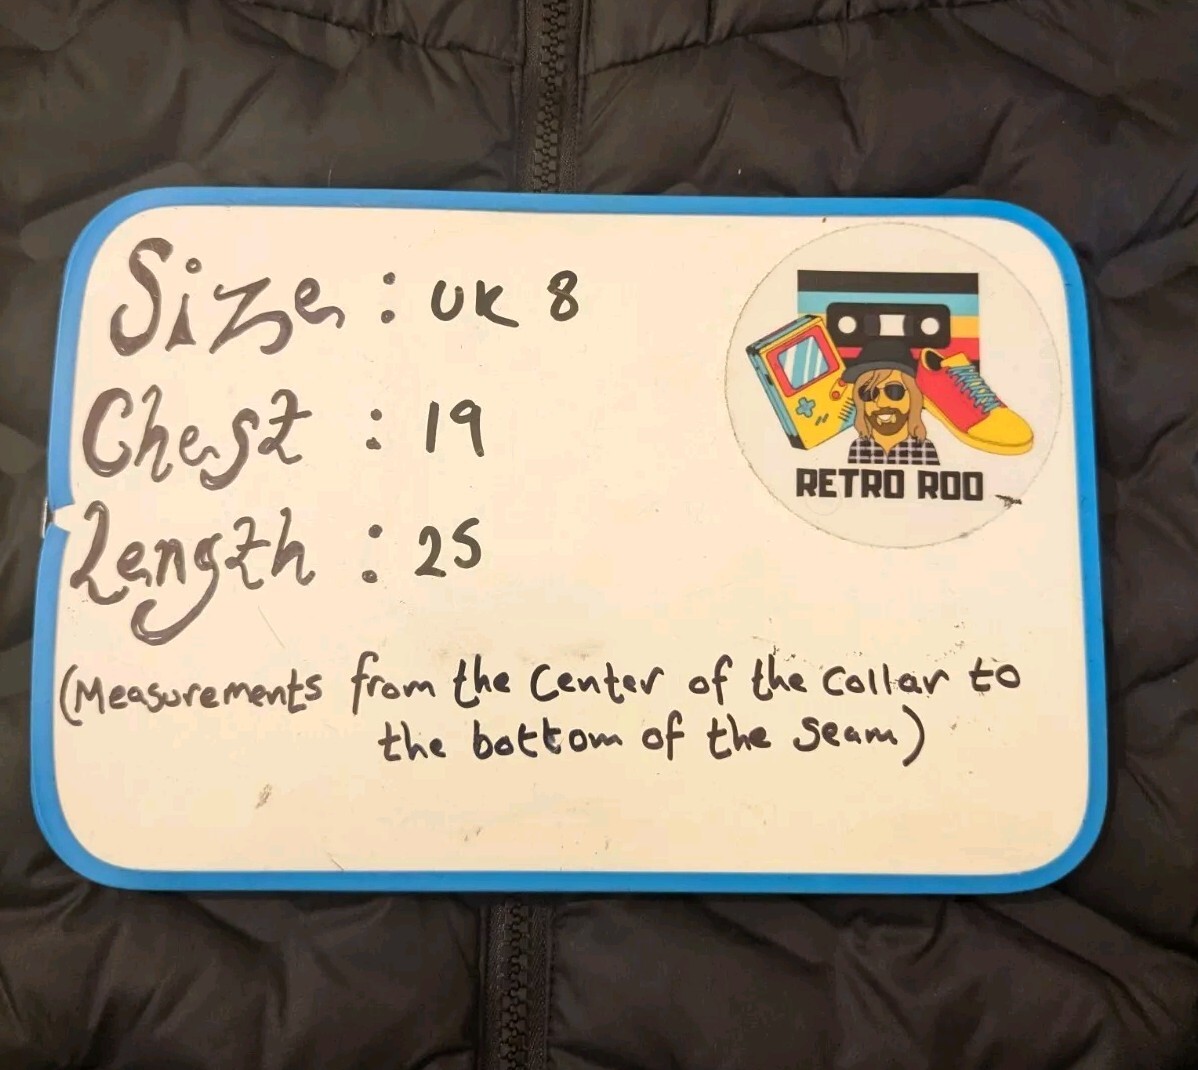 Size : UK 8
Chest : 19
Length : 25
(Measurements from the Center of the Collar to
the bottom of the Seam)
RETRO ROO